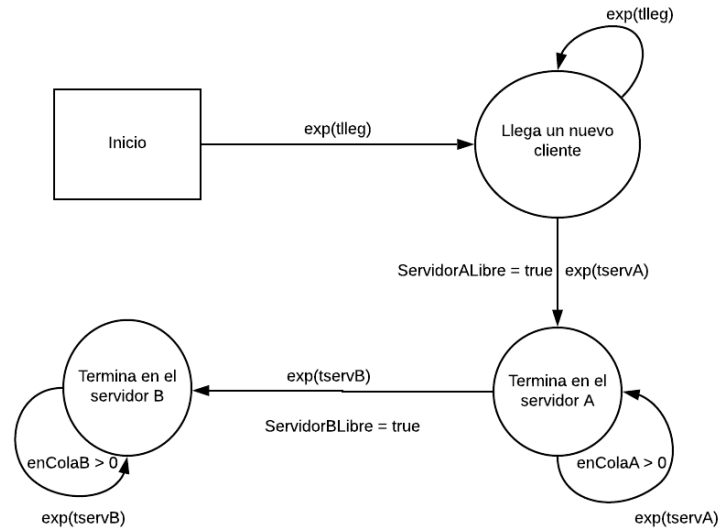 exp(tlleg)
Inicio
exp(tlleg)
Llega un nuevo
cliente
ServidorALibre = true
exp(tservA)
Termina en el
servidor B
exp(tservB)
ServidorBLibre = true
Termina en el
servidor A
enColaB > 0
enColaA > 0
exp(tservB)
exp(tservA)